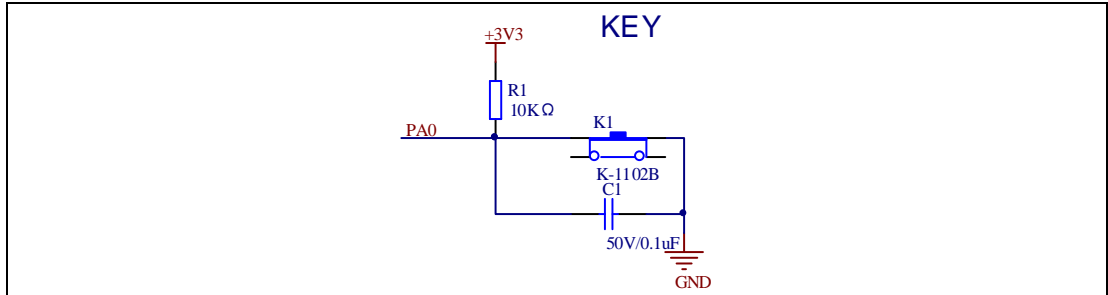 KEY
+3V3
R1
10KΩ
PA0
K1
K-1102B
C1
50V/0.1uF
GND